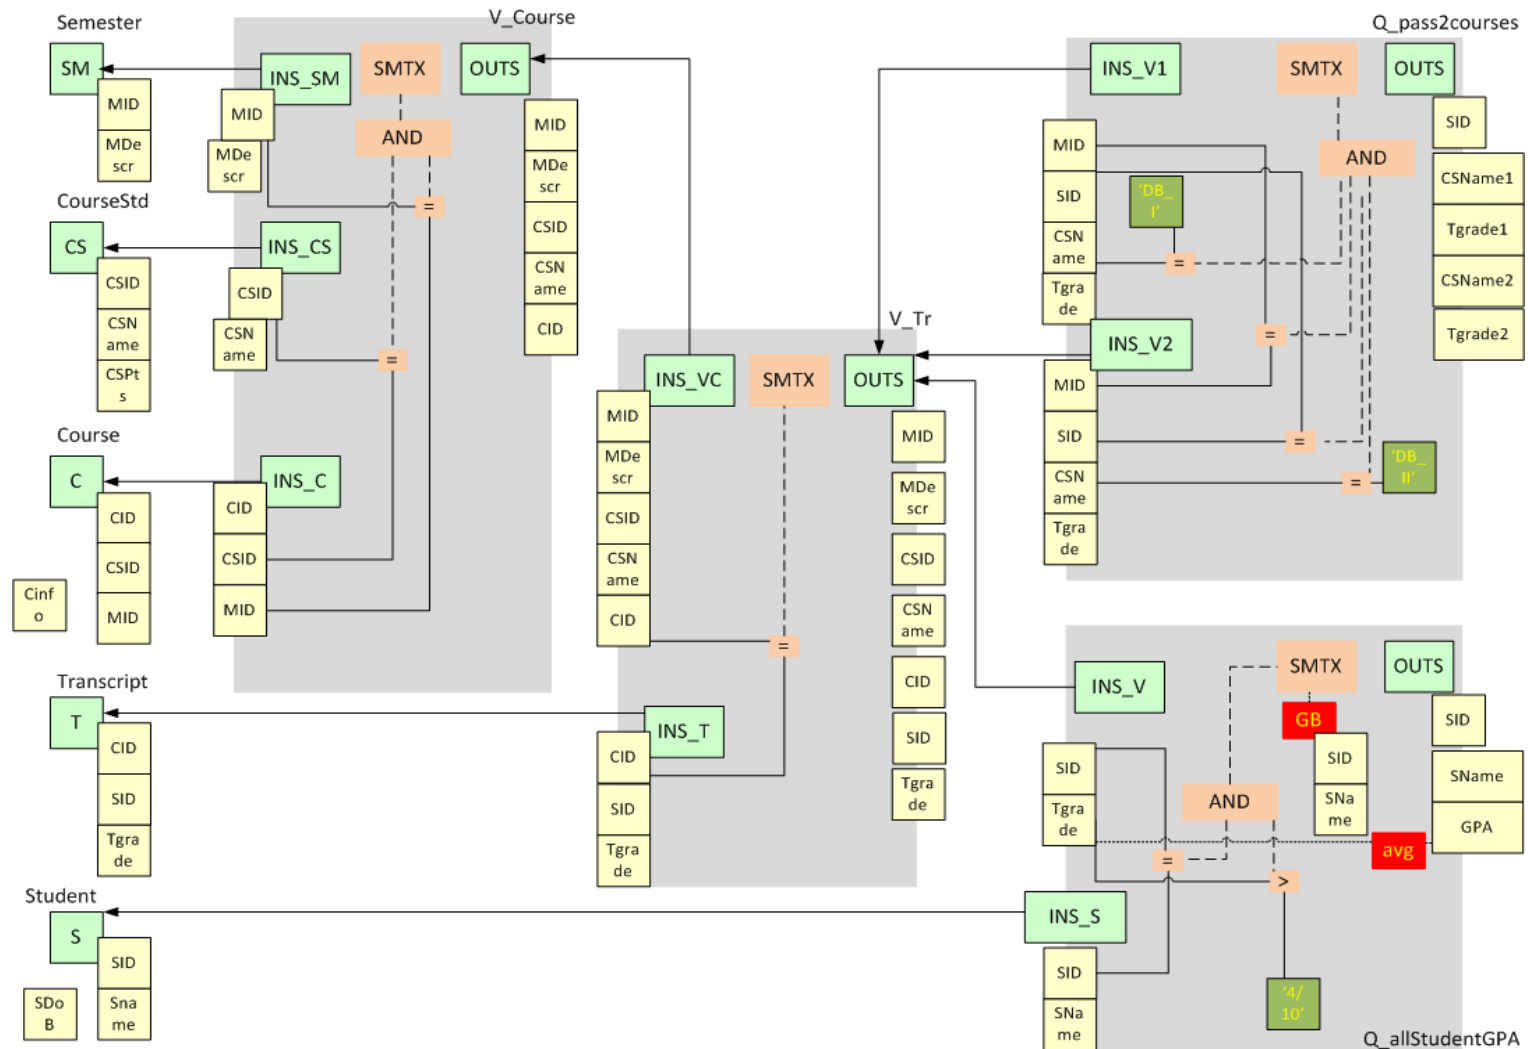 Semester
SM
MID
MDe
scr
CourseStd
CS
CSID
CSN
ame
CSPt
s
Course
C
CID
CSID
MID
Cinf
o
Transcript
T
CID
SID
Tgra
de
Student
S
SID
Sna
me
SDo
B
V_Course
INS_SM
SMTX
OUTS
MID
MDe
scr
AND
=
INS_CS
CSID
CSN
ame
=
INS_C
CID
CSID
MID
MID
MDe
scr
CSID
CSN
ame
CID
V_Tr
INS_VC
SMTX
OUTS
MID
MDe
scr
CSID
CSN
ame
CID
=
INS_T
CID
SID
Tgra
de
MID
MDe
scr
CSID
CSN
ame
CID
SID
Tgra
de
Q_pass2courses
INS_V1
SMTX
OUTS
MID
SID
CSN
ame
Tgra
de
'DB_
I'
=
AND
INS_V2
=
MID
SID
CSN
ame
Tgra
de
=
=
'DB_
II'
SID
CSName1
Tgrade1
CSName2
Tgrade2
INS_V
SMTX
OUTS
GB
SID
SNa
me
SID
Tgra
de
AND
=
>
avg
SID
SName
GPA
INS_S
SID
SNa
me
'4/
10'
Q_allStudentGPA